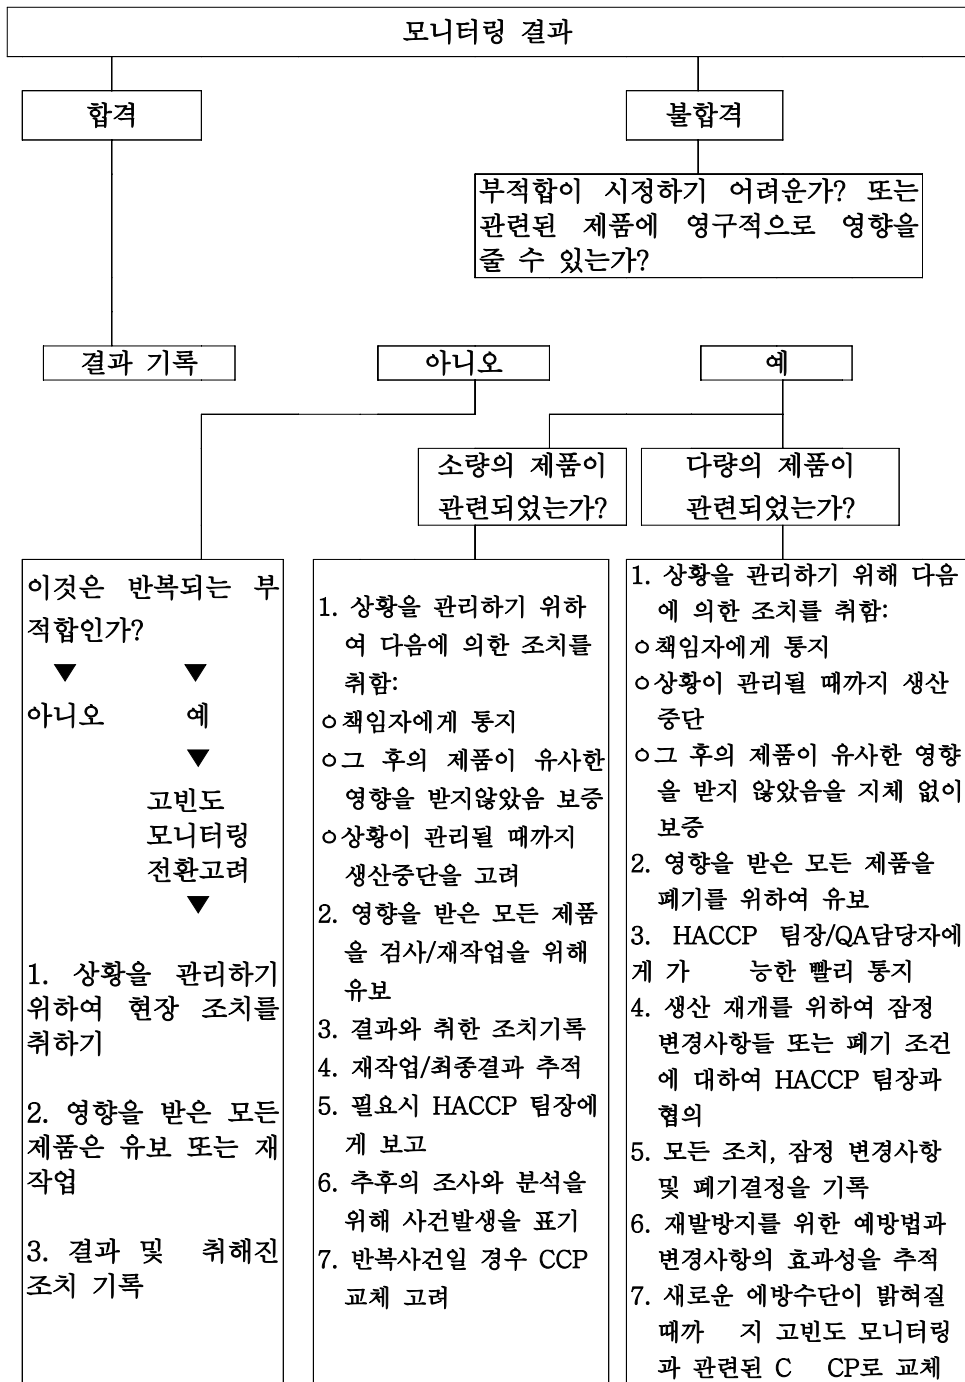 모니터링 결과
합격
불합격
부적합이 시정하기 어려운가? 또는
관련된 제품에 영구적으로 영향을
줄 수 있는가?
결과 기록
아니오
예
소량의 제품이
관련되었는가?
다량의 제품이
관련되었는가?
이것은 반복되는 부
적합인가?
▼ ▼
아니오 예
▼
고빈도
모니터링
전환고려
▼
1. 상황을 관리하기
위하여 현장 조치를
취하기
2. 영향을 받은 모든
제품은 유보 또는 재
작업
3. 결과 및 취해진
조치 기록
1. 상황을 관리하기 위하
여 다음에 의한 조치를
취함:
ㅇ책임자에게 통지
ㅇ그 후의 제품이 유사한
영향을 받지않았음 보증
ㅇ상황이 관리될 때까지
생산중단을 고려
2. 영향을 받은 모든 제품
을 검사/재작업을 위해
유보
3. 결과와 취한 조치기록
4. 재작업/최종결과 추적
5. 필요시 HACCP 팀장에
게 보고
6. 추후의 조사와 분석을
위해 사건발생을 표기
7. 반복사건일 경우 CCP
교체 고려
1. 상황을 관리하기 위해 다음
에 의한 조치를 취함:
ㅇ책임자에게 통지
ㅇ상황이 관리될 때까지 생산
중단
ㅇ그 후의 제품이 유사한 영향
을 받지 않았음을 지체 없이
보증
2. 영향을 받은 모든 제품을
폐기를 위하여 유보
3. HACCP 팀장/QA담당자에
게 가 능한 빨리 통지
4. 생산 재개를 위하여 잠정
변경사항들 또는 폐기 조건
에 대하여 HACCP 팀장과
협의
5. 모든 조치, 잠정 변경사항
및 폐기결정을 기록
6. 재발방지를 위한 예방법과
변경사항의 효과성을 추적
7. 새로운 에방수단이 밝혀질
때까 지 고빈도 모니터링
과 관련된 C CP로 교체